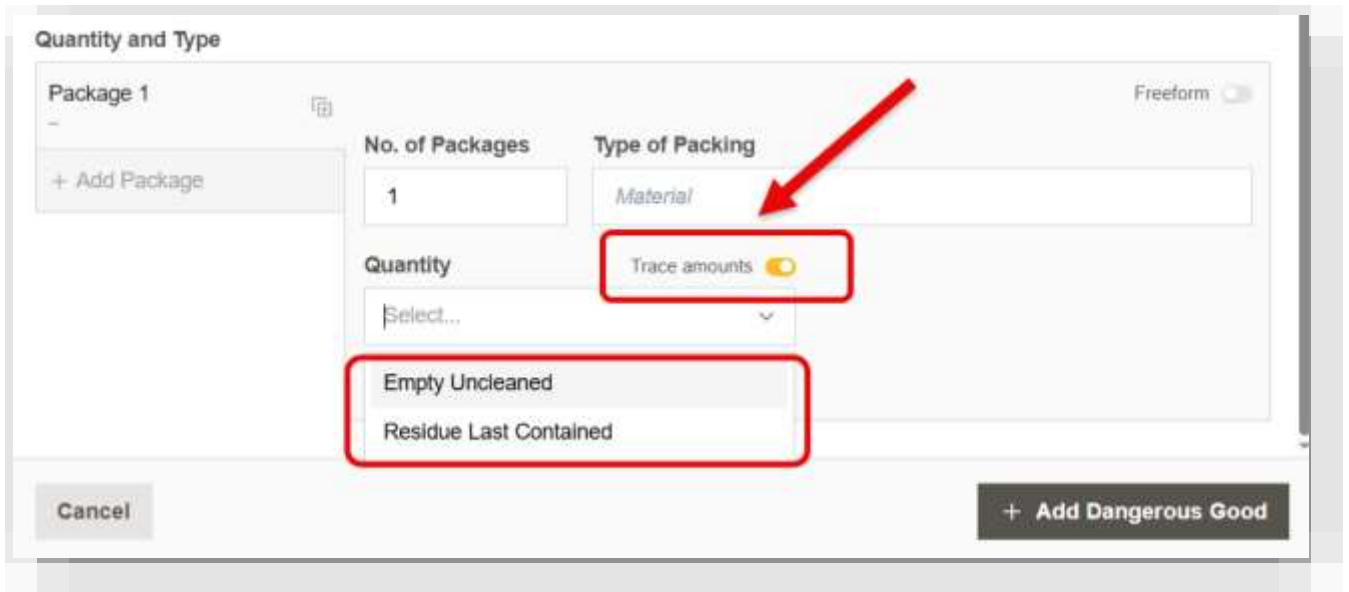 Quantity and Type
Package 1
–
Freeform
+ Add Package
No. of Packages
Type of Packing
1
Material
Quantity
Trace amounts
Select...
Empty Uncleaned
Residue Last Contained
Cancel
+ Add Dangerous Good